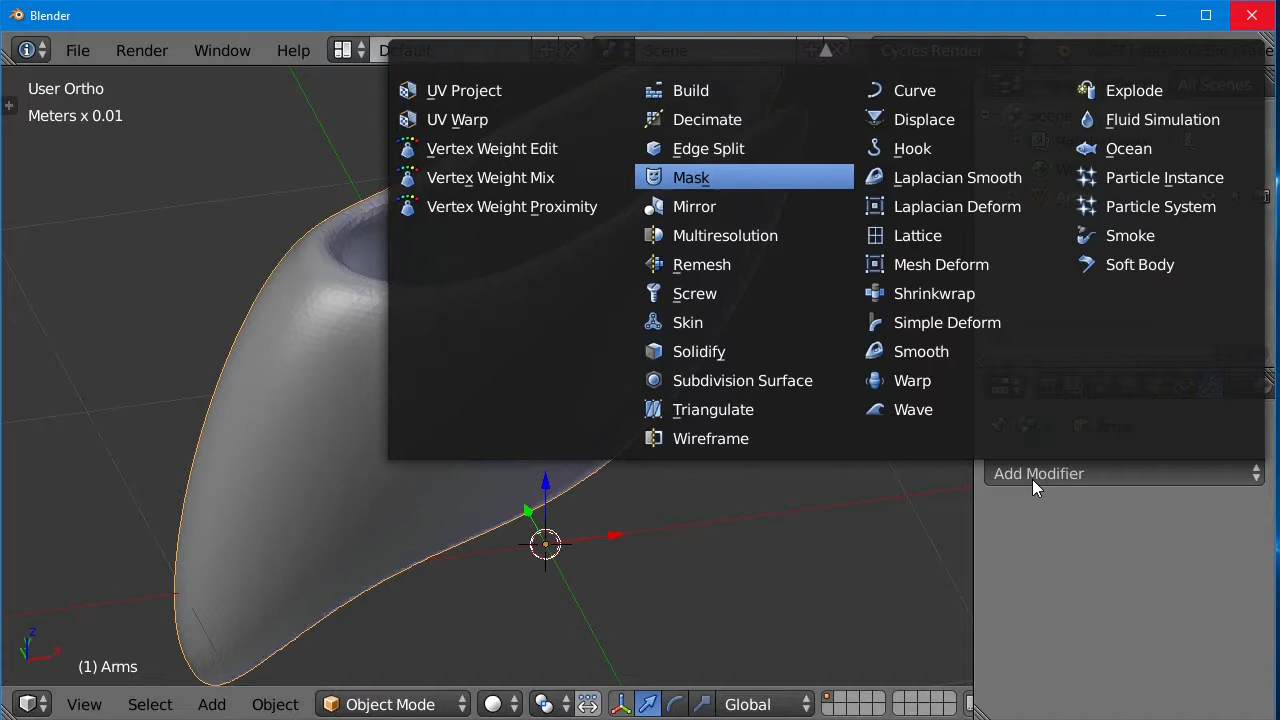 Blender
File Render Window Help Default Scene Cycles Render
User Ortho
Meters x 0.01
All Scenes
UV Project
UV Warp
Vertex Weight Edit
Vertex Weight Mix
Vertex Weight Proximity
Build
Decimate
Edge Split
Mask
Mirror
Multiresolution
Remesh
Screw
Skin
Solidify
Subdivision Surface
Triangulate
Wireframe
Curve
Displace
Hook
Laplacian Smooth
Laplacian Deform
Lattice
Mesh Deform
Shrinkwrap
Simple Deform
Smooth
Warp
Wave
Explode
Fluid Simulation
Ocean
Particle Instance
Particle System
Smoke
Soft Body
Add Modifier
z
x
(1) Arms
View Select Add Object Object Mode Global